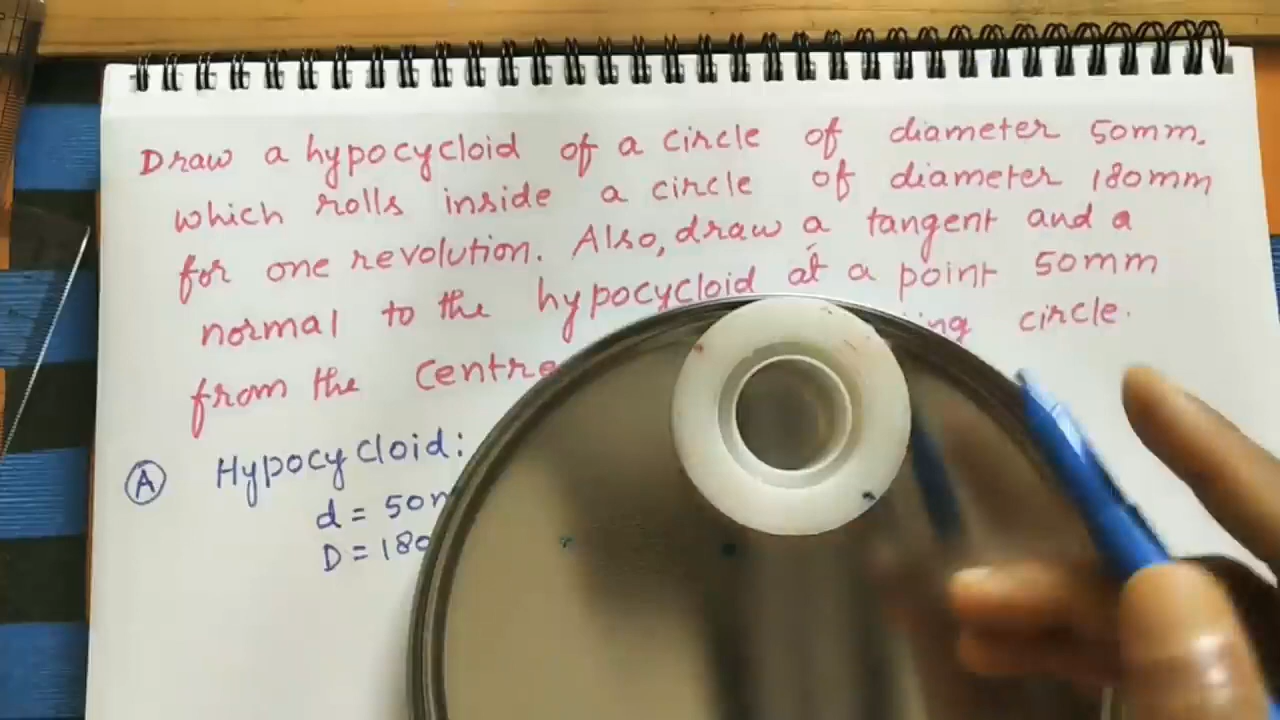 Draw a hypocycloid of a circle of diameter 50mm.
which rolls inside a circle of diameter 180mm
for one revolution. Also, draw a tangent and a
normal to the hypocycloid at a point 50mm
from the centre circle.
A Hypocycloid:
d = 50
D = 180